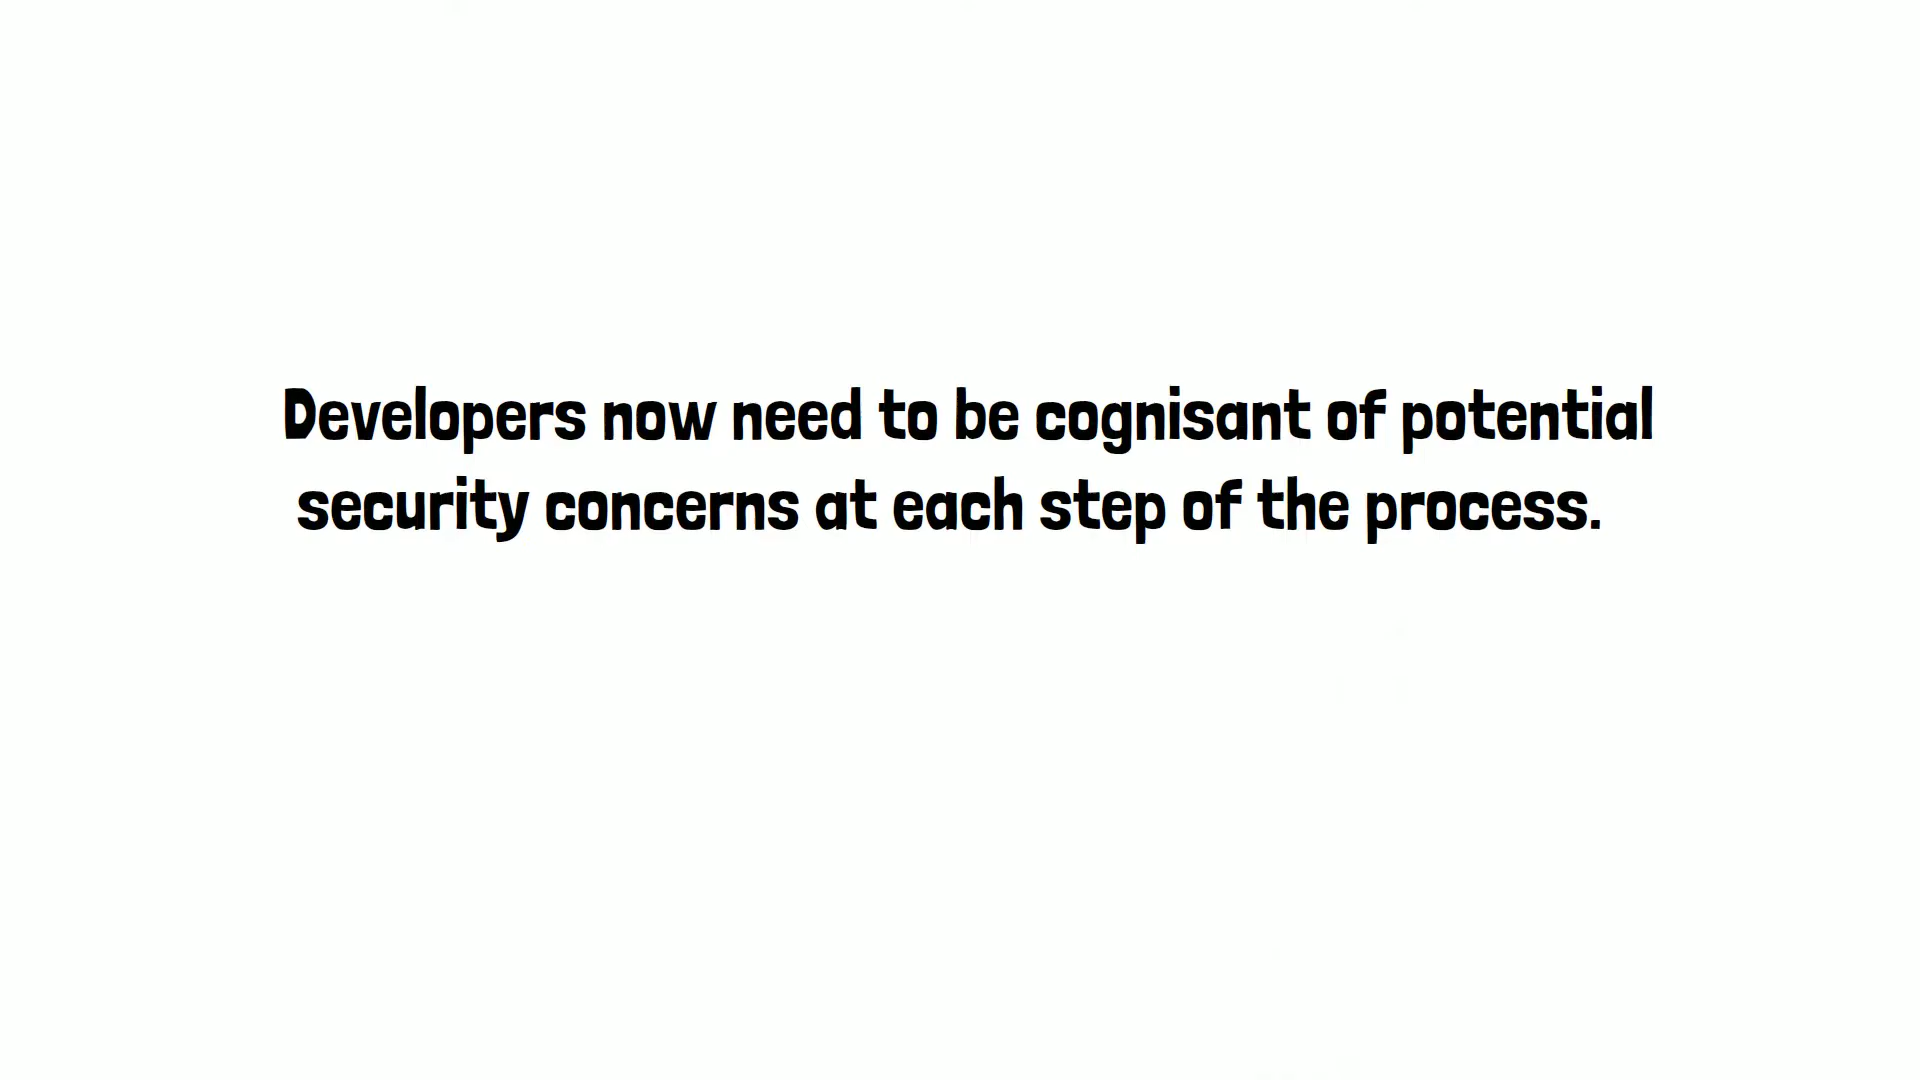 Developers now need to be cognisant of potential
security concerns at each step of the process.